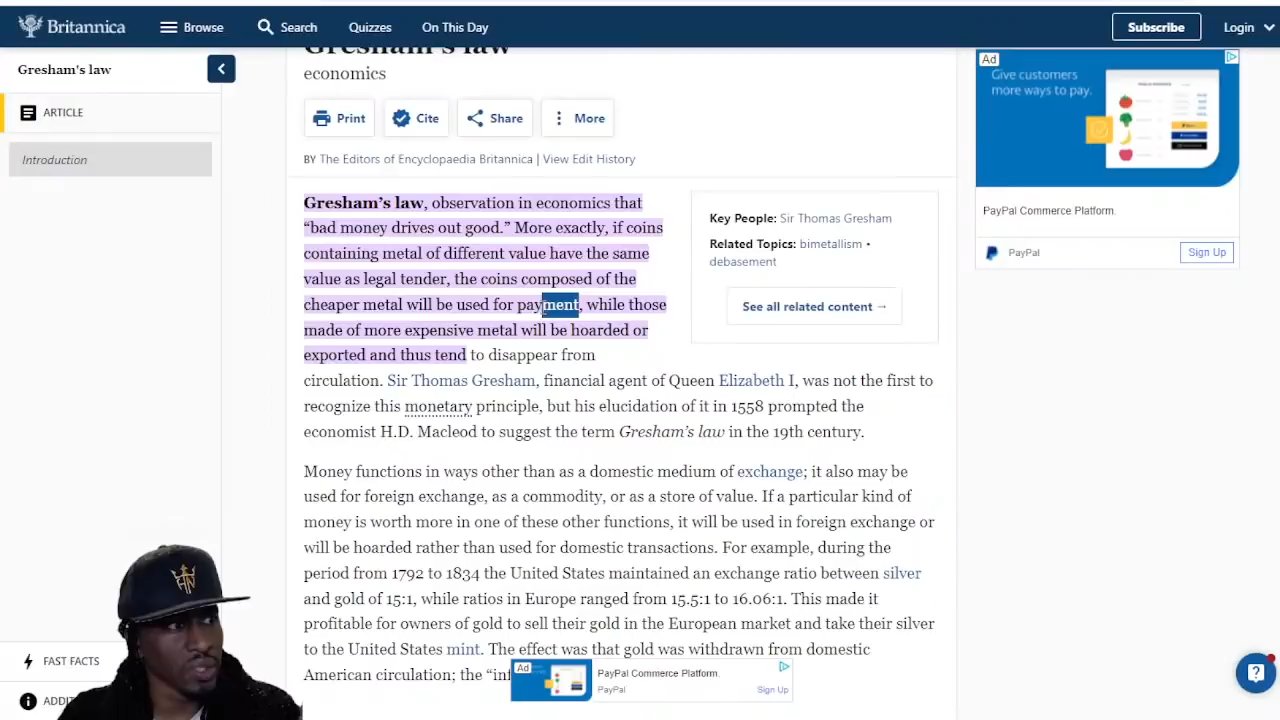 Britannica
Browse
Search
Quizzes
On This Day
Subscribe
Login
Gresham's law
ARTICLE
Introduction
FAST FACTS
Gresham's law
economics
Print
Cite
Share
More
BY The Editors of Encyclopaedia Britannica | View Edit History
Gresham's law, observation in economics that
“bad money drives out good.” More exactly, if coins
containing metal of different value have the same
value as legal tender, the coins composed of the
cheaper metal will be used for payment, while those
made of more expensive metal will be hoarded or
exported and thus tend to disappear from
circulation. Sir Thomas Gresham, financial agent of Queen Elizabeth I, was not the first to
recognize this monetary principle, but his elucidation of it in 1558 prompted the
economist H.D. Macleod to suggest the term Gresham's law in the 19th century.
Money functions in ways other than as a domestic medium of exchange; it also may be
used for foreign exchange, as a commodity, or as a store of value. If a particular kind of
money is worth more in one of these other functions, it will be used in foreign exchange or
will be hoarded rather than used for domestic transactions. For example, during the
period from 1792 to 1834 the United States maintained an exchange ratio between silver
and gold of 15:1, while ratios in Europe ranged from 15.5:1 to 16.06:1. This made it
profitable for owners of gold to sell their gold in the European market and take their silver
to the United States mint. The effect was that gold was withdrawn from domestic
American circulation; the “inf
Key People: Sir Thomas Gresham
Related Topics: bimetallism •
debasement
See all related content →
Ad
Give customers
more ways to pay.
PayPal Commerce Platform.
PayPal
Sign Up
Ad
PayPal Commerce Platform.
PayPal
Sign Up